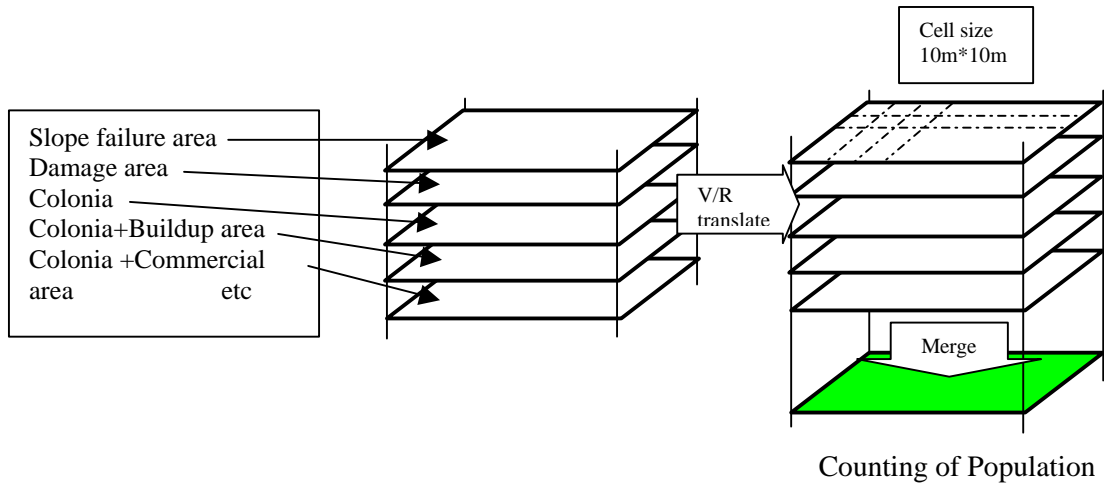 Cell size
10m*10m
Slope failure area
Damage area
Colonia
Colonia+Buildup area
Colonia +Commercial
area etc
V/R
translate
Merge
Counting of Population